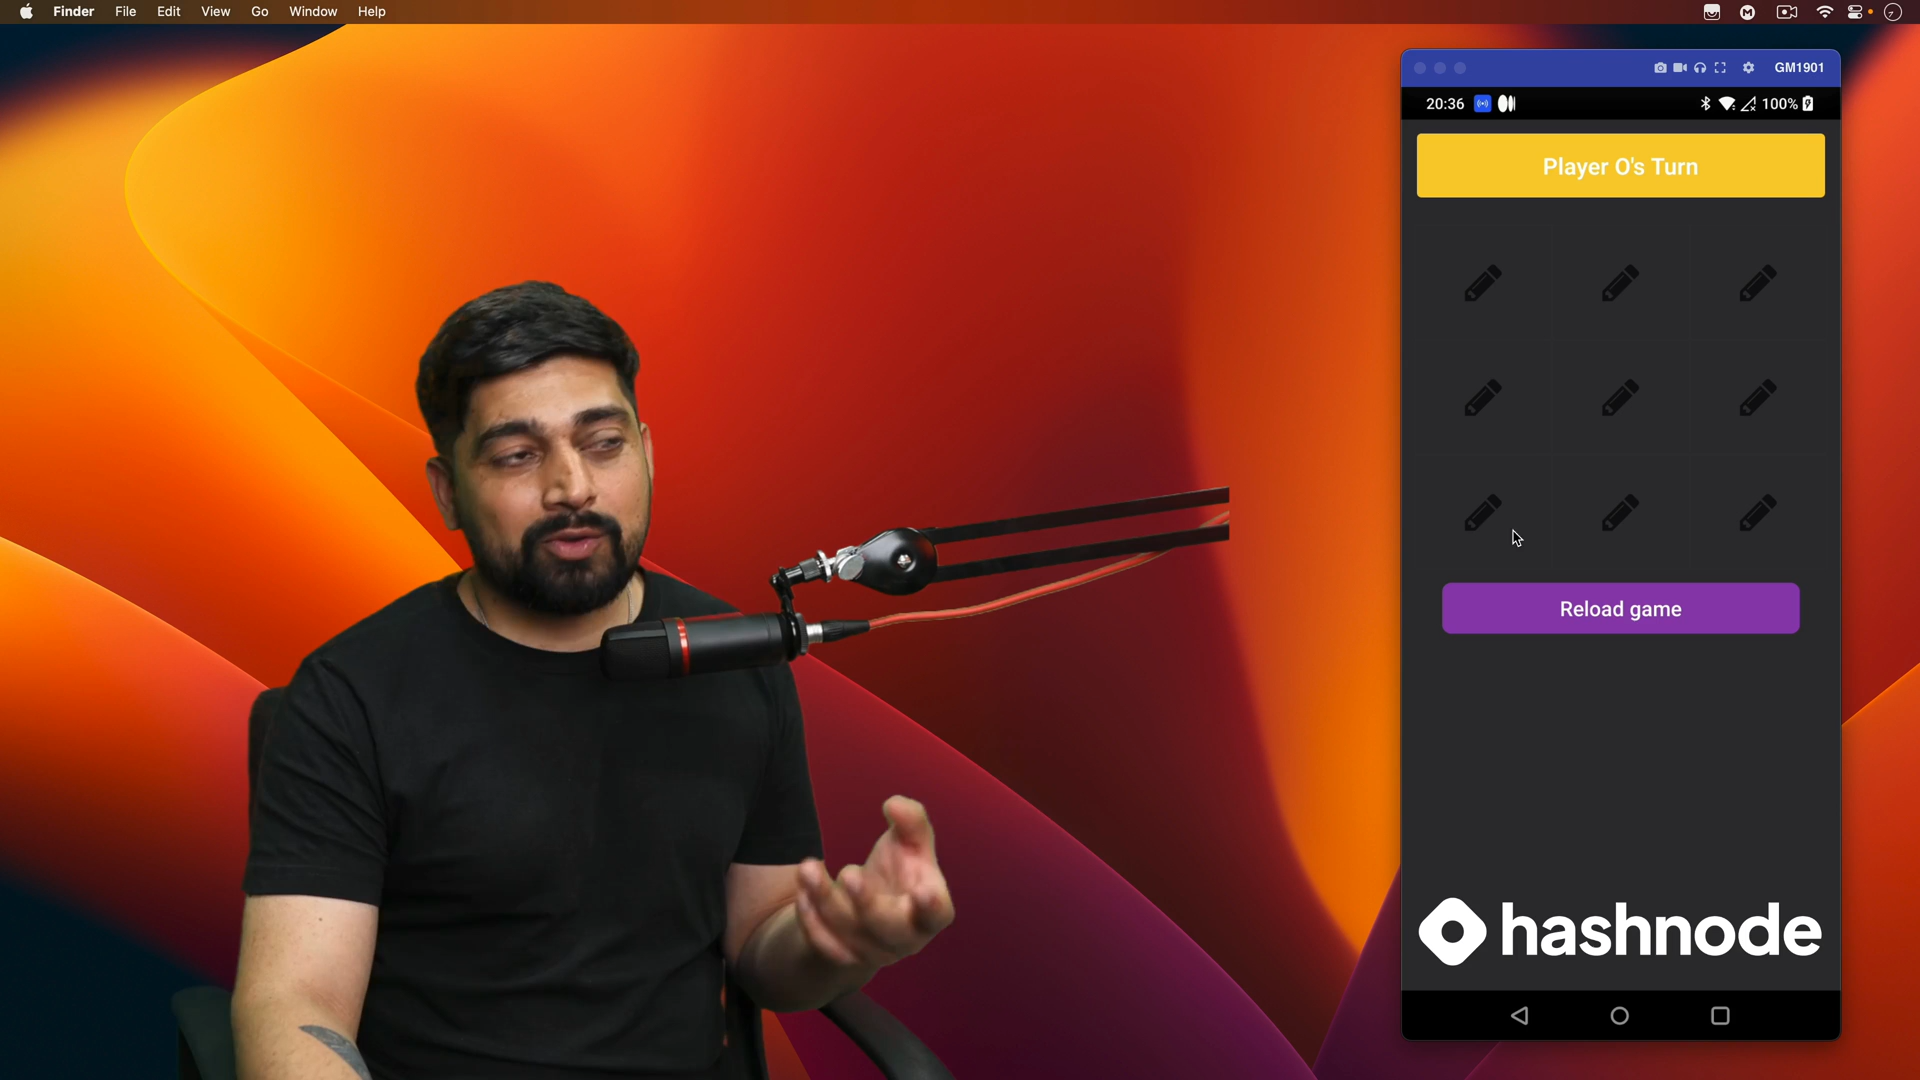 Finder File Edit View Go Window Help
GM1901
20:36 100%
Player O's Turn
Reload game
hashnode